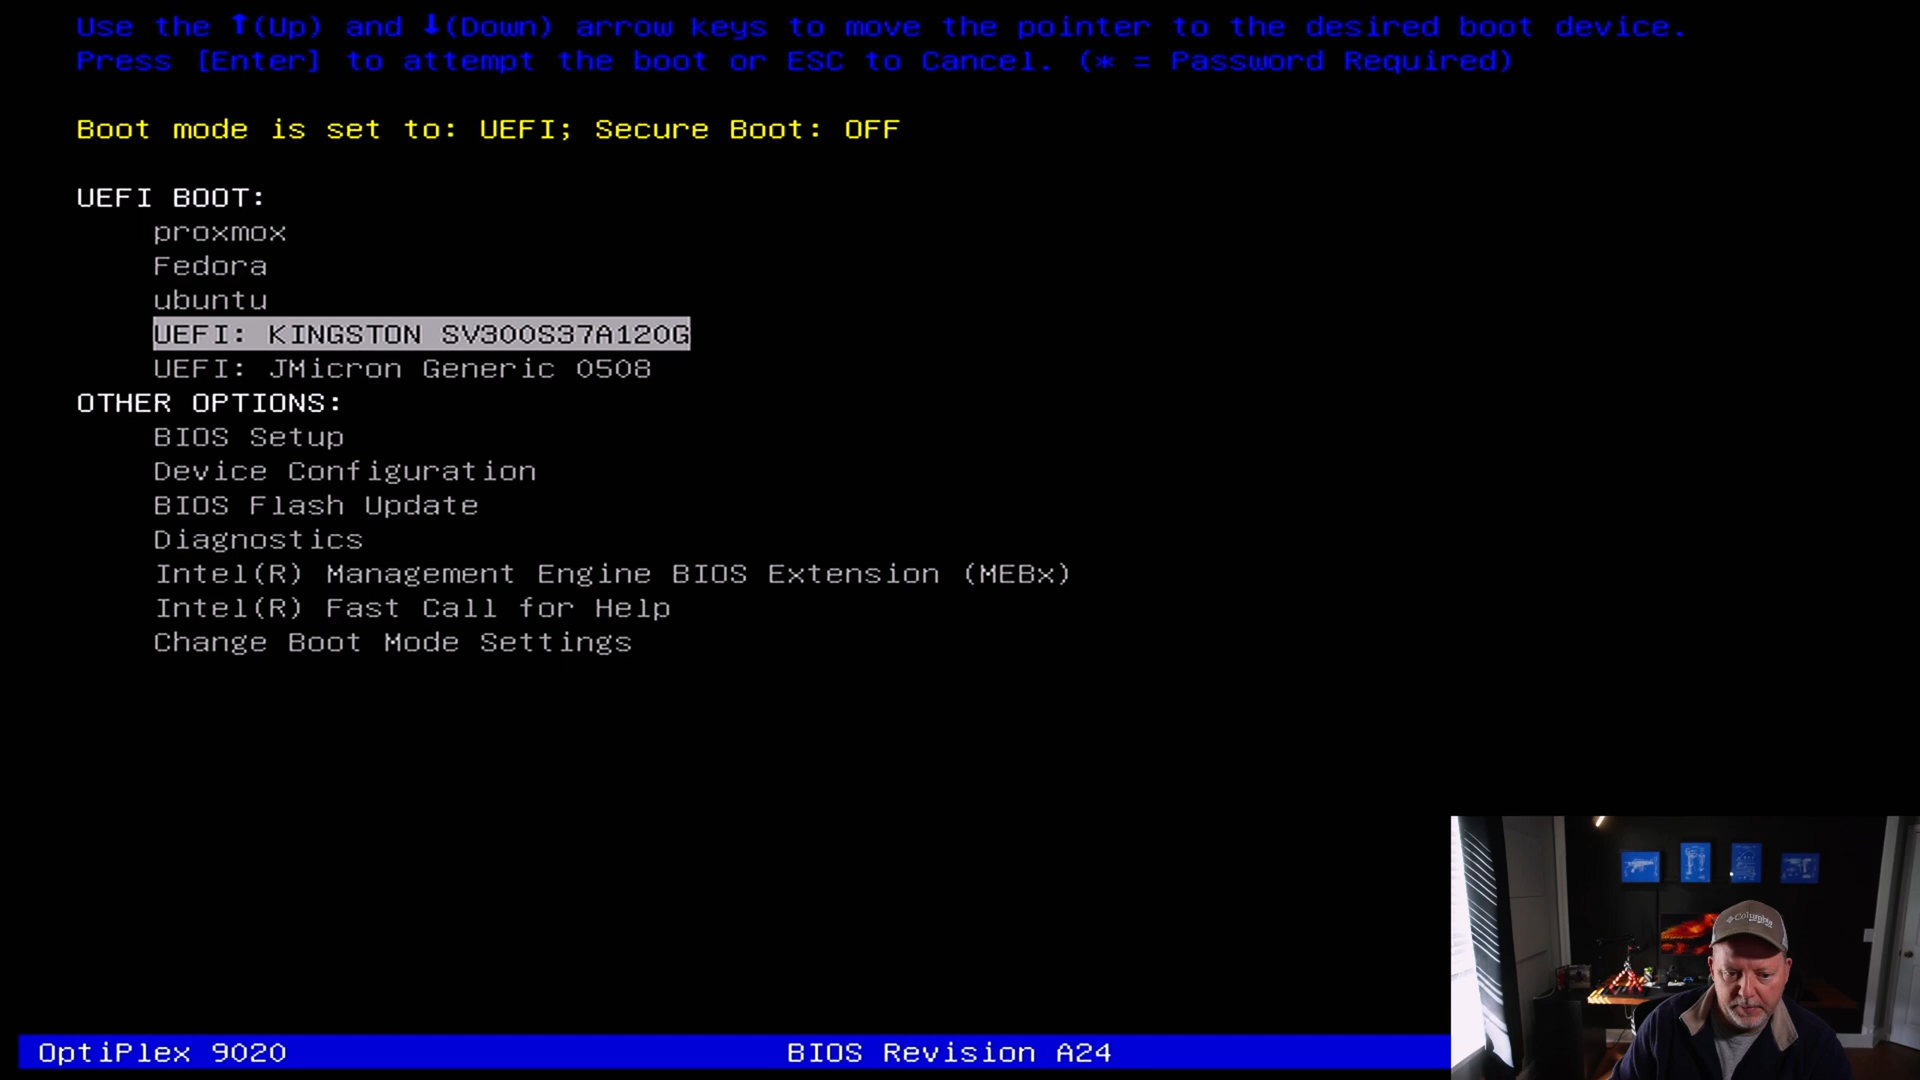 Use the ↑(Up) and ↓(Down) arrow keys to move the pointer to the desired boot device.
Press [Enter] to attempt the boot or ESC to Cancel. (* = Password Required)
Boot mode is set to: UEFI; Secure Boot: OFF
UEFI BOOT:
proxmox
Fedora
ubuntu
UEFI: KINGSTON SV300S37A120G
UEFI: JMicron Generic 0508
OTHER OPTIONS:
BIOS Setup
Device Configuration
BIOS Flash Update
Diagnostics
Intel(R) Management Engine BIOS Extension (MEBx)
Intel(R) Fast Call for Help
Change Boot Mode Settings
Columbia
OptiPlex 9020
BIOS Revision A24